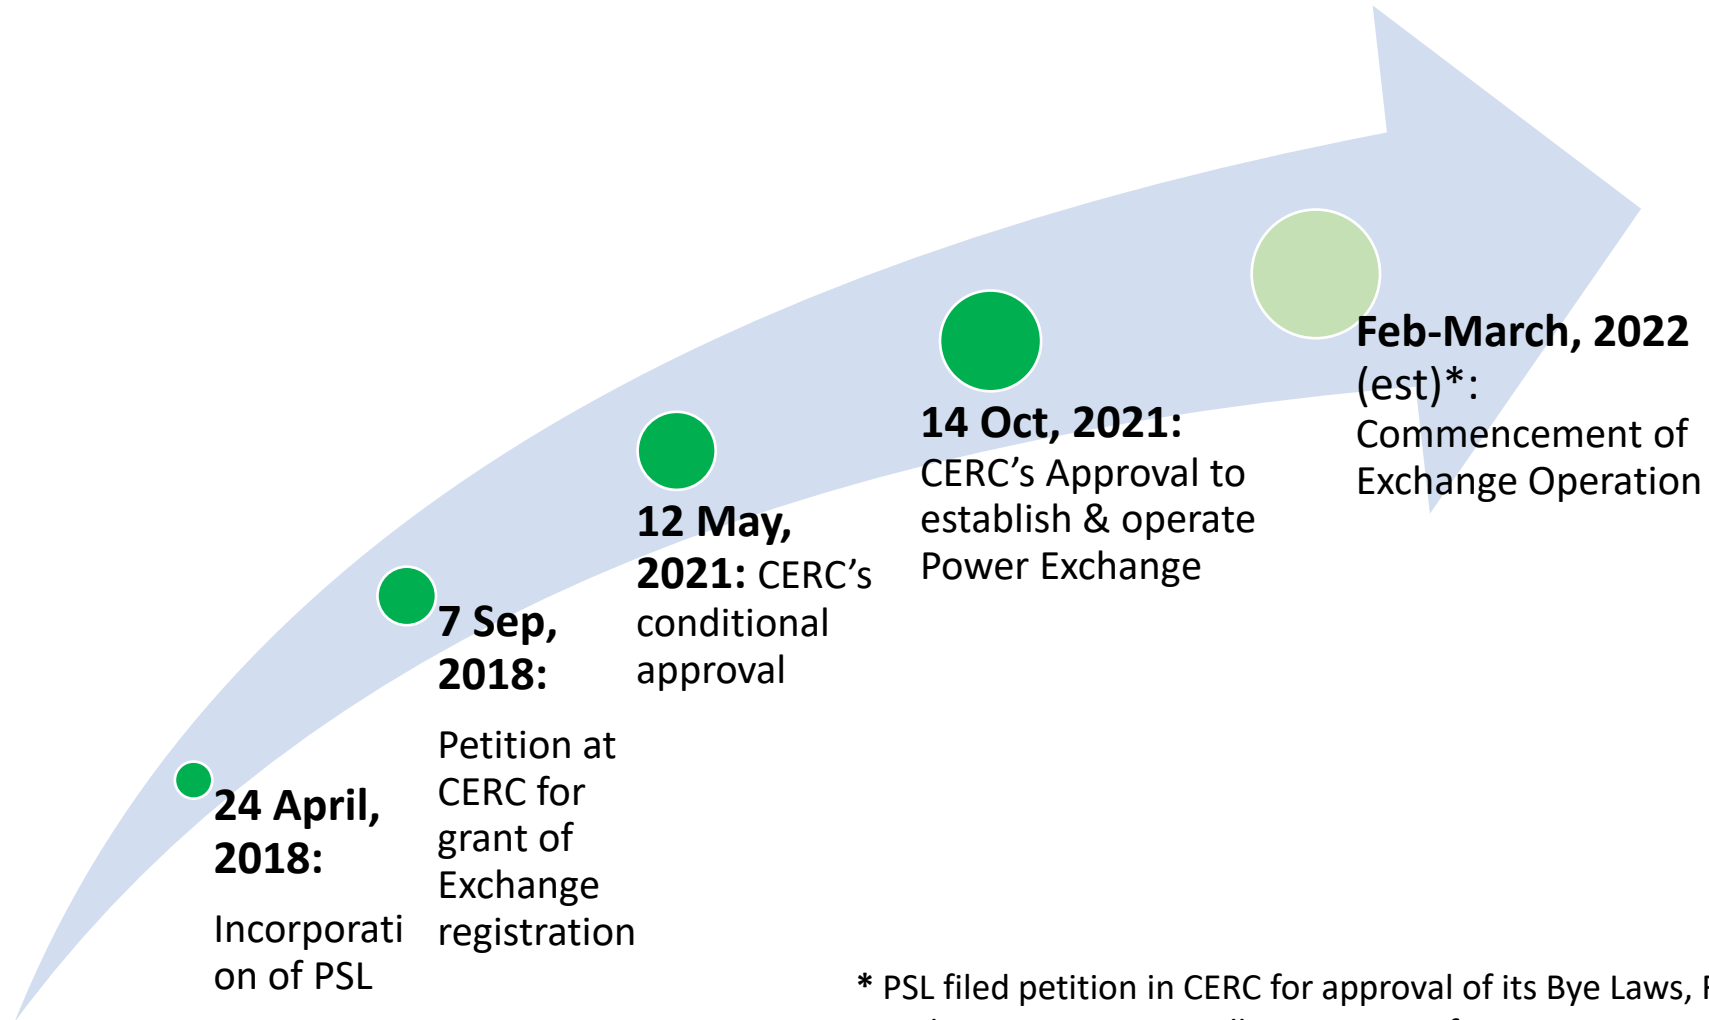 24 April,
2018:
Incorporati
on of PSL
7 Sep,
2018:
Petition at
CERC for
grant of
Exchange
registration
12 May,
2021: CERC’s
conditional
approval
14 Oct, 2021:
CERC’s Approval to
establish & operate
Power Exchange
Feb-March, 2022
(est)*:
Commencement of
Exchange Operation
* PSL filed petition in CERC for approval of its Bye Laws,